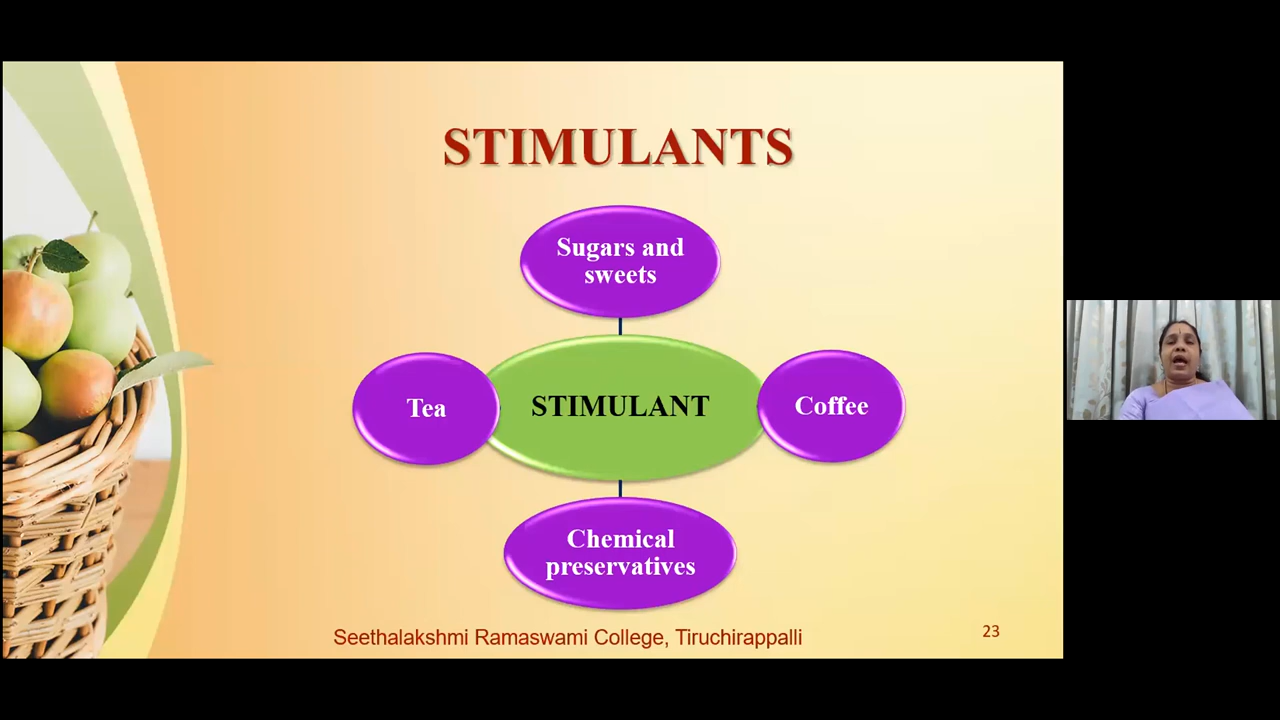 STIMULANTS
Sugars and
sweets
Tea
STIMULANT
Coffee
Chemical
preservatives
Seethalakshmi Ramaswami College, Tiruchirappalli
23